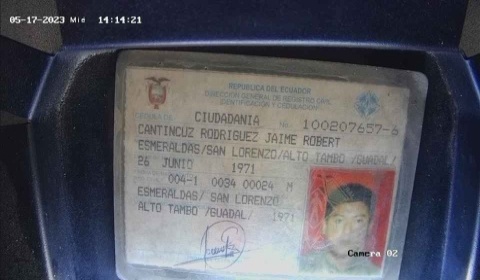 05-17-2023 Mié 14:14:21
REPUBLICA DEL ECUADOR
DIRECCION GENERAL DE REGISTRO CIVIL
IDENTIFICACION Y CEDULACION
CIUDADANIA No 100207657-6
CANTINCUZ RODRIGUEZ JAIME ROBERT
ESMERALDAS/SAN LORENZO/ALTO TAMBO /GUADAL/
26 JUNIO 1971
004-1 0034 00024 M
ESMERALDAS/ SAN LORENZO/
ALTO TAMBO /GUADAL/ 1971
Camera 02